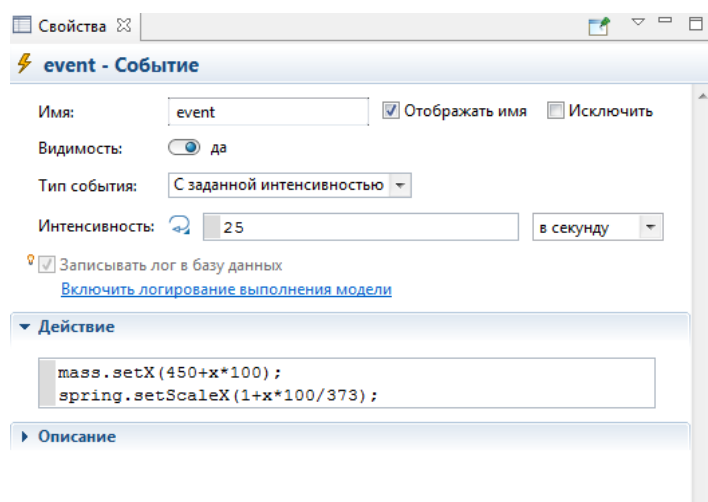 Свойства
event - Событие
Имя: event Отображать имя Исключить
Видимость: да
Тип события: С заданной интенсивностью
Интенсивность: 25 в секунду
Записывать лог в базу данных
Включить логирование выполнения модели
Действие
mass.setX(450+x*100);
spring.setScaleX(1+x*100/373);
Описание